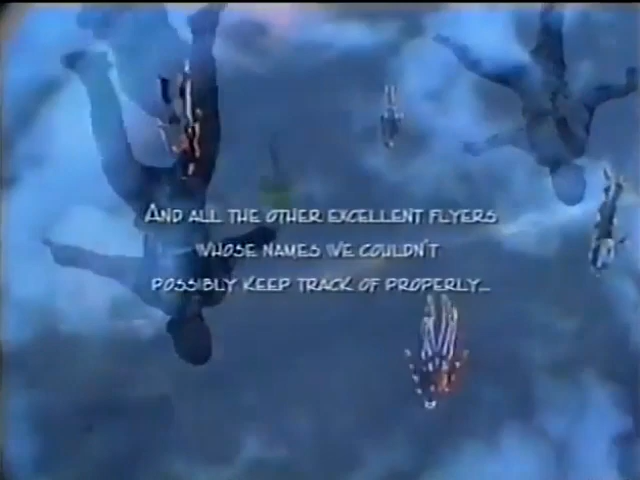 And all the other excellent flyers
whose names we couldn't
possibly keep track of properly...